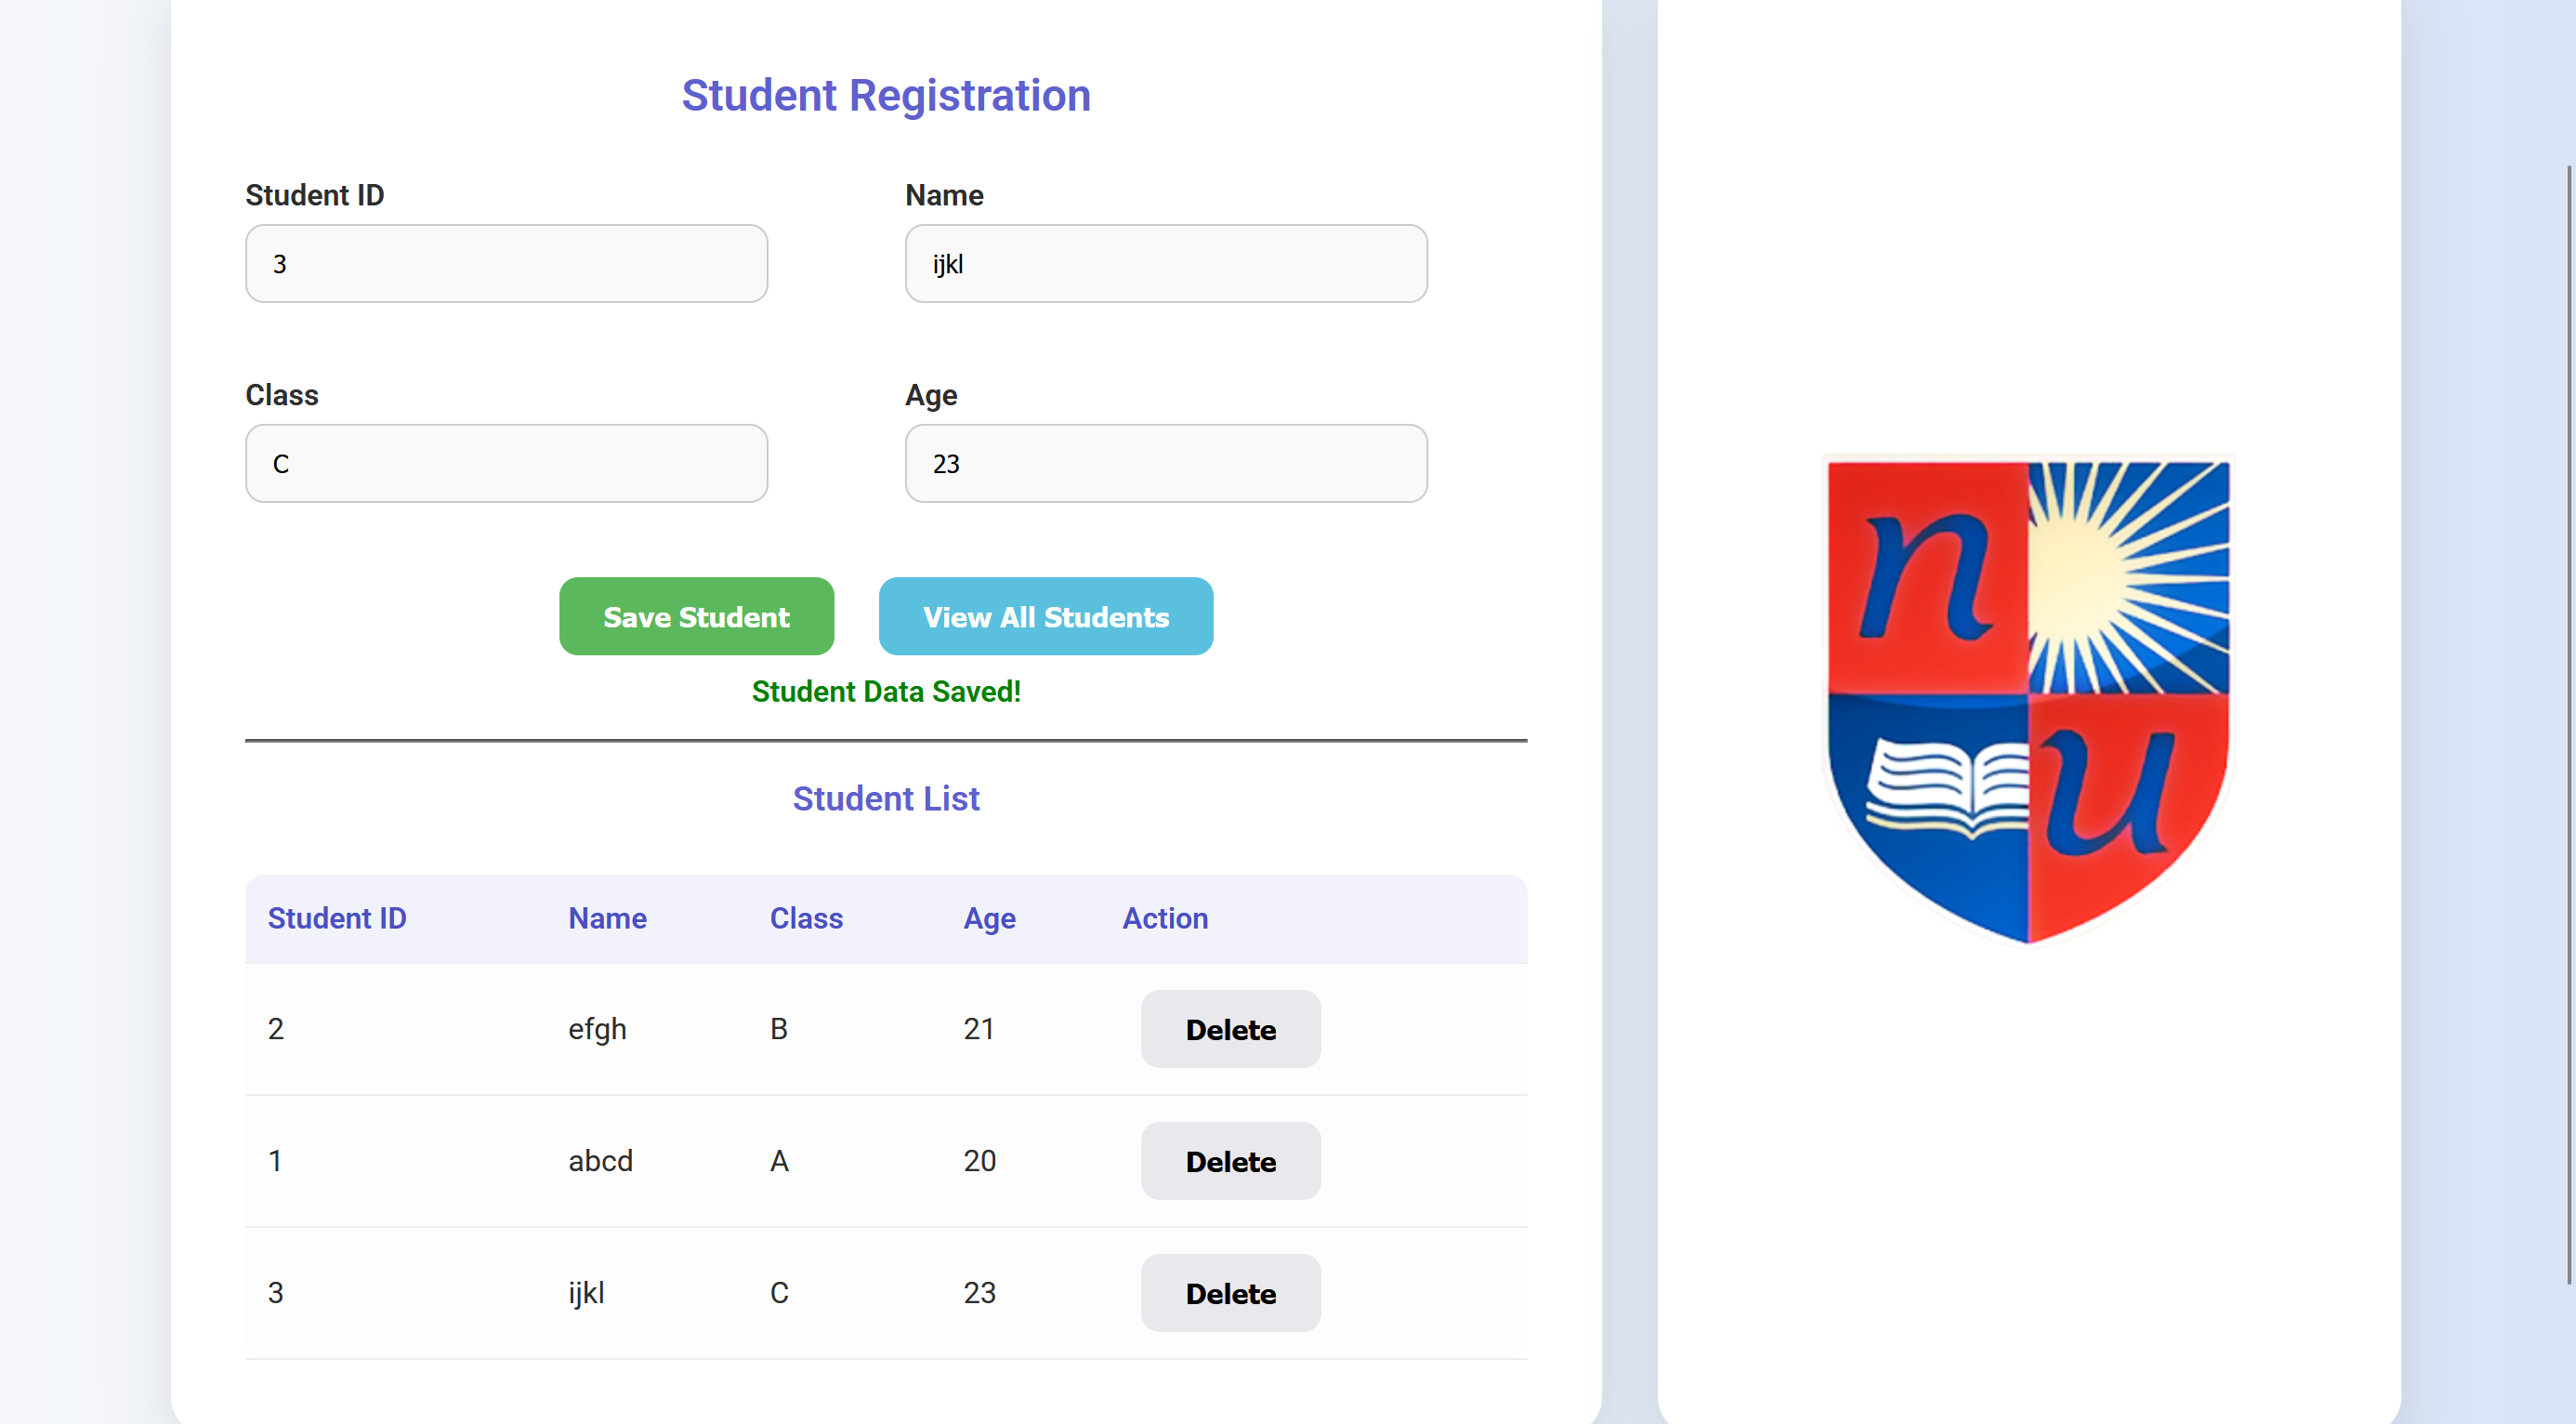 Student Registration
Student ID Name
3 ijkl
Class Age
C 23
Save Student View All Students
Student Data Saved!
Student List
Student ID Name Class Age Action
2 efgh B 21 Delete
1 abcd A 20 Delete
3 ijkl C 23 Delete
n
u